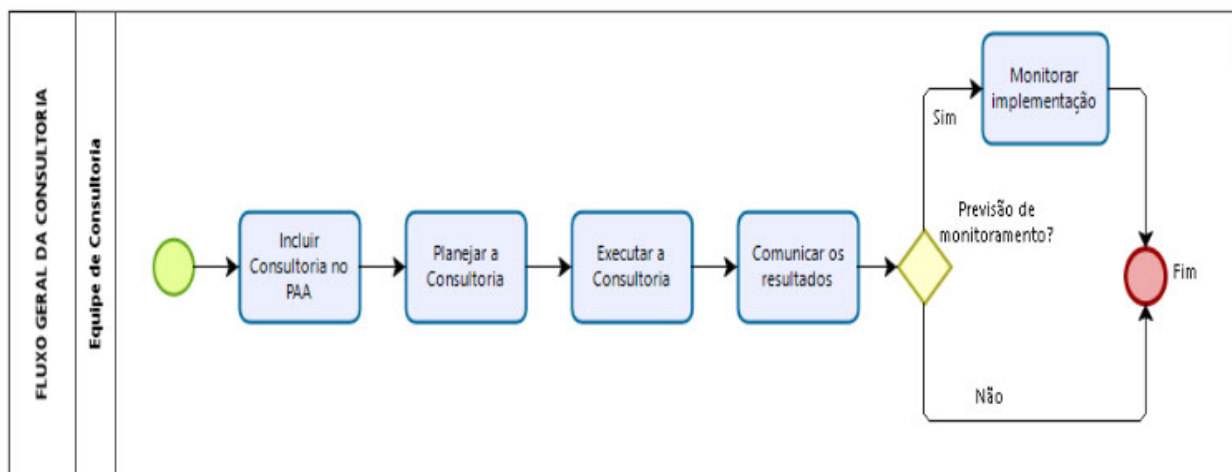 FLUXO GERAL DA CONSULTORIA
Equipe de Consultoria
Incluir
Consultoria no
PAA
Planejar a
Consultoria
Executar a
Consultoria
Comunicar os
resultados
Previsão de
monitoramento?
Sim
Monitorar
implementação
Não
Fim